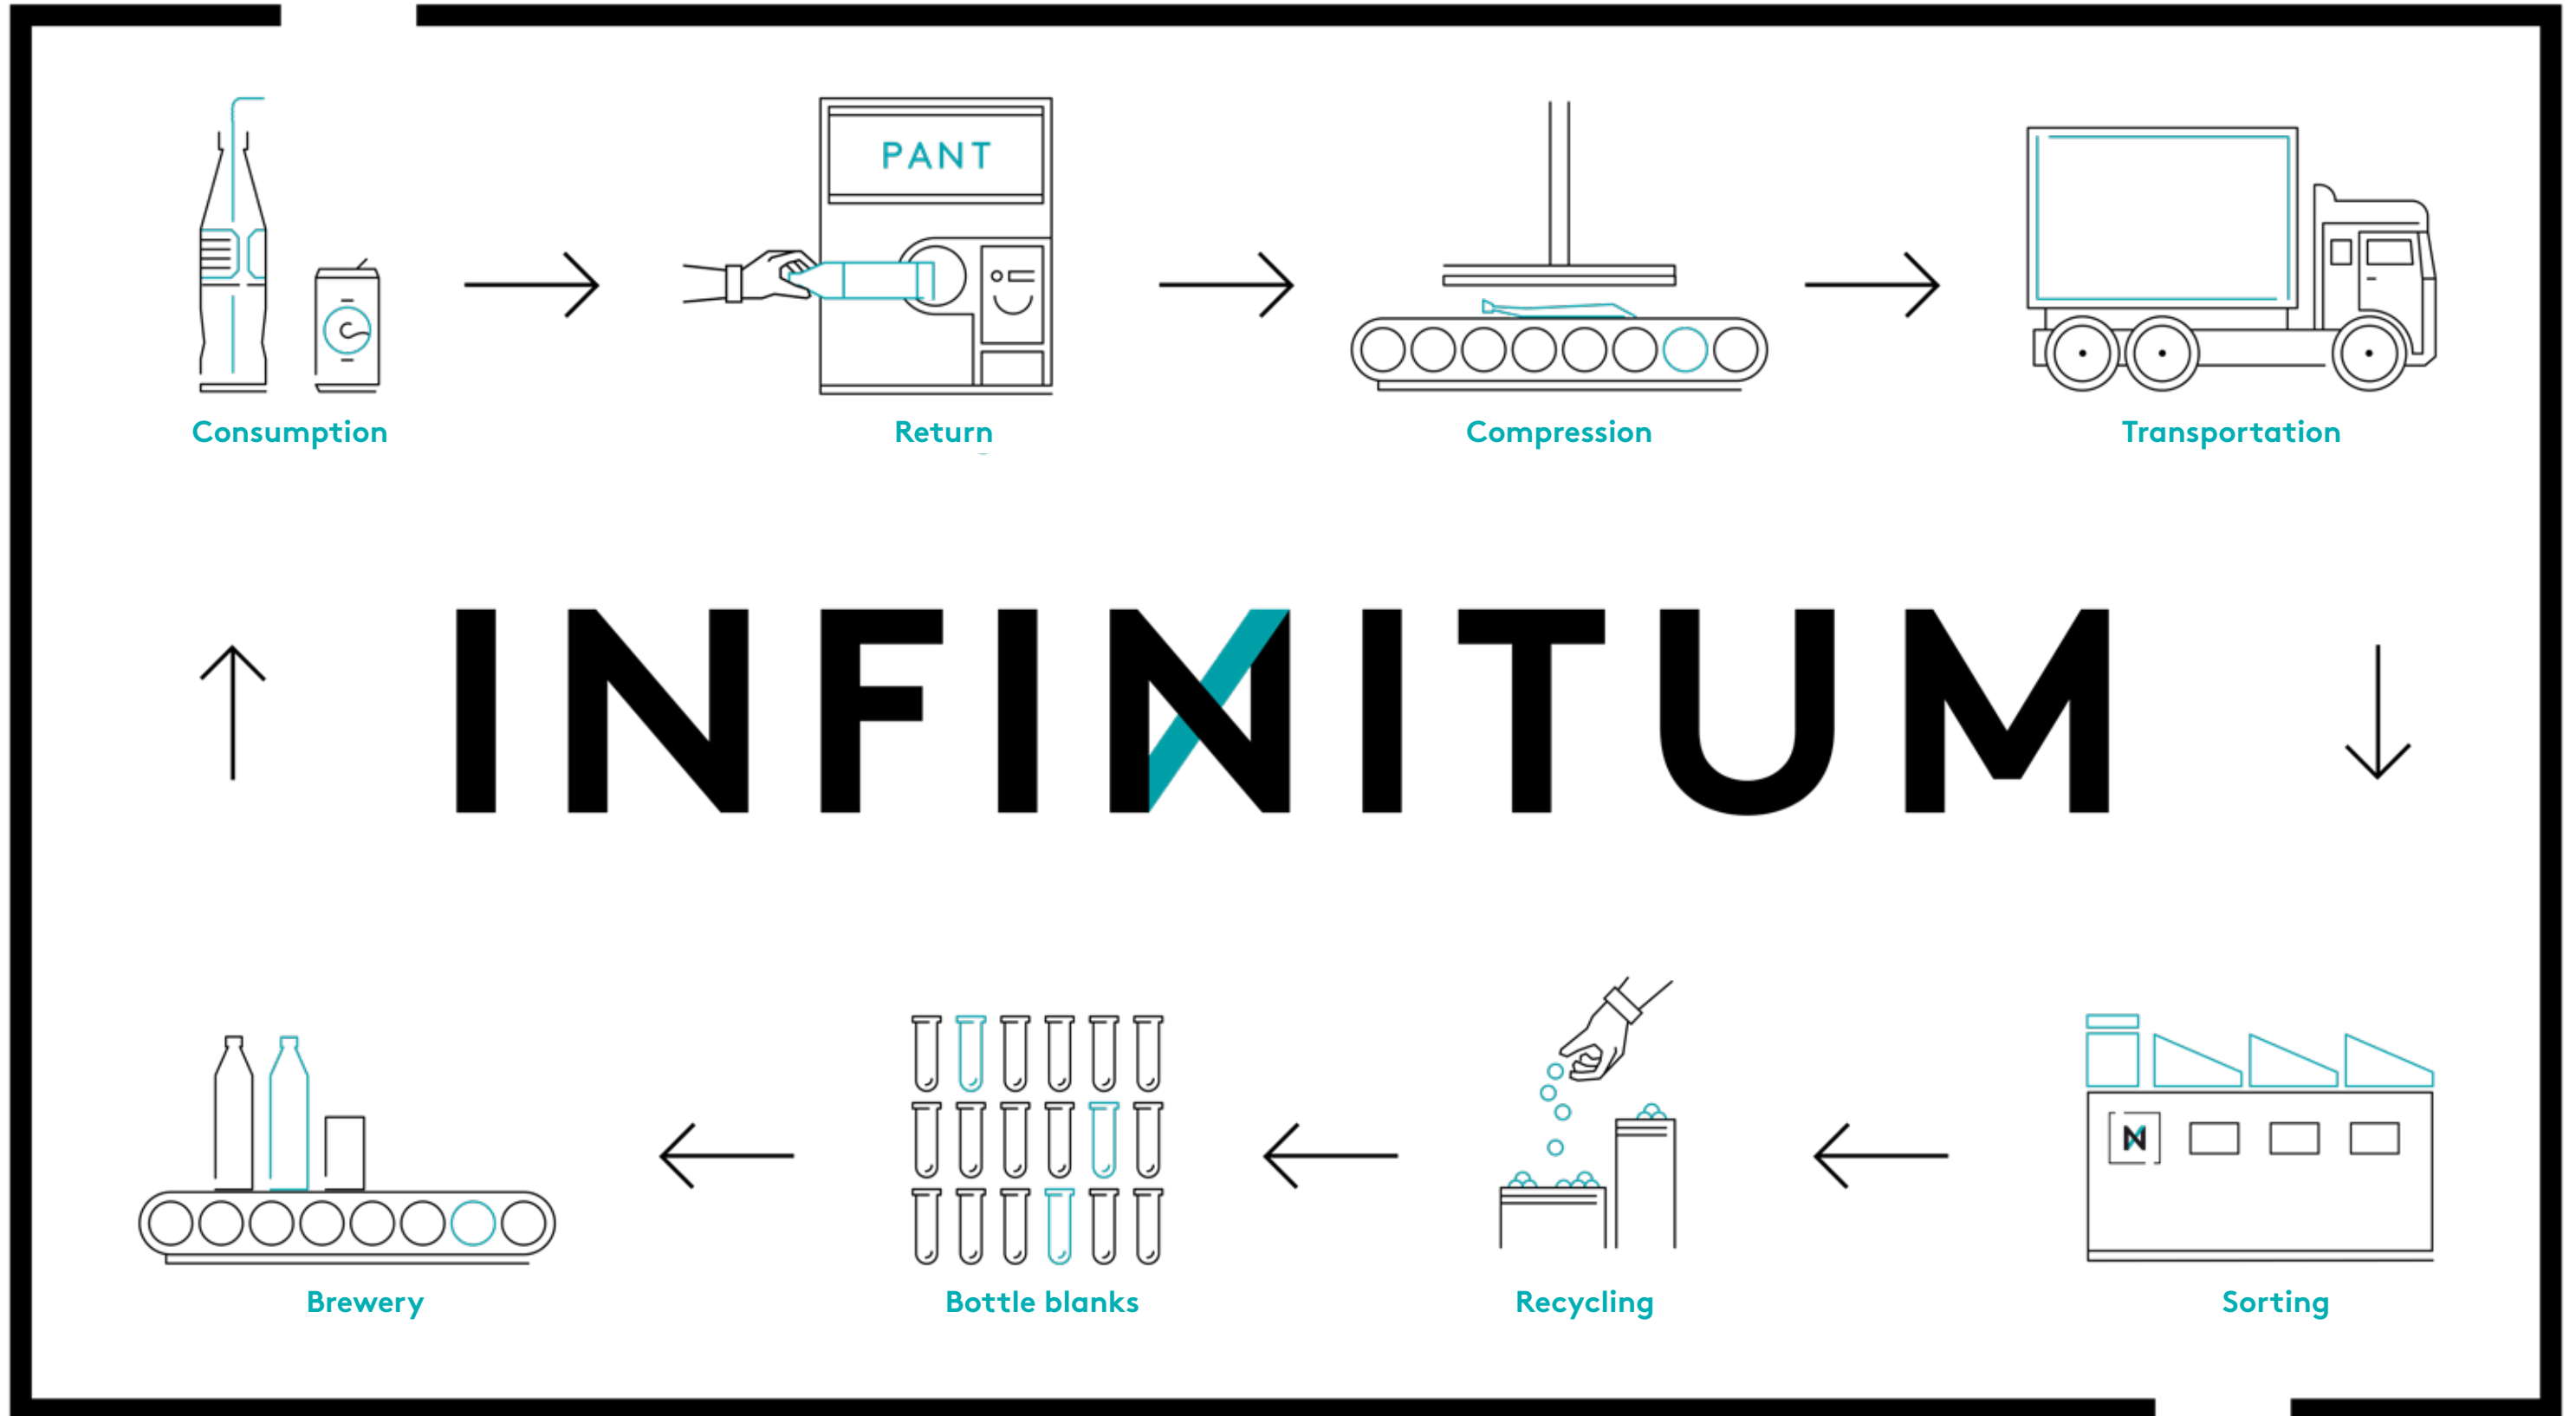 PANT
Consumption
Return
Compression
Transportation
INFINITUM
N
Brewery
Bottle blanks
Recycling
Sorting